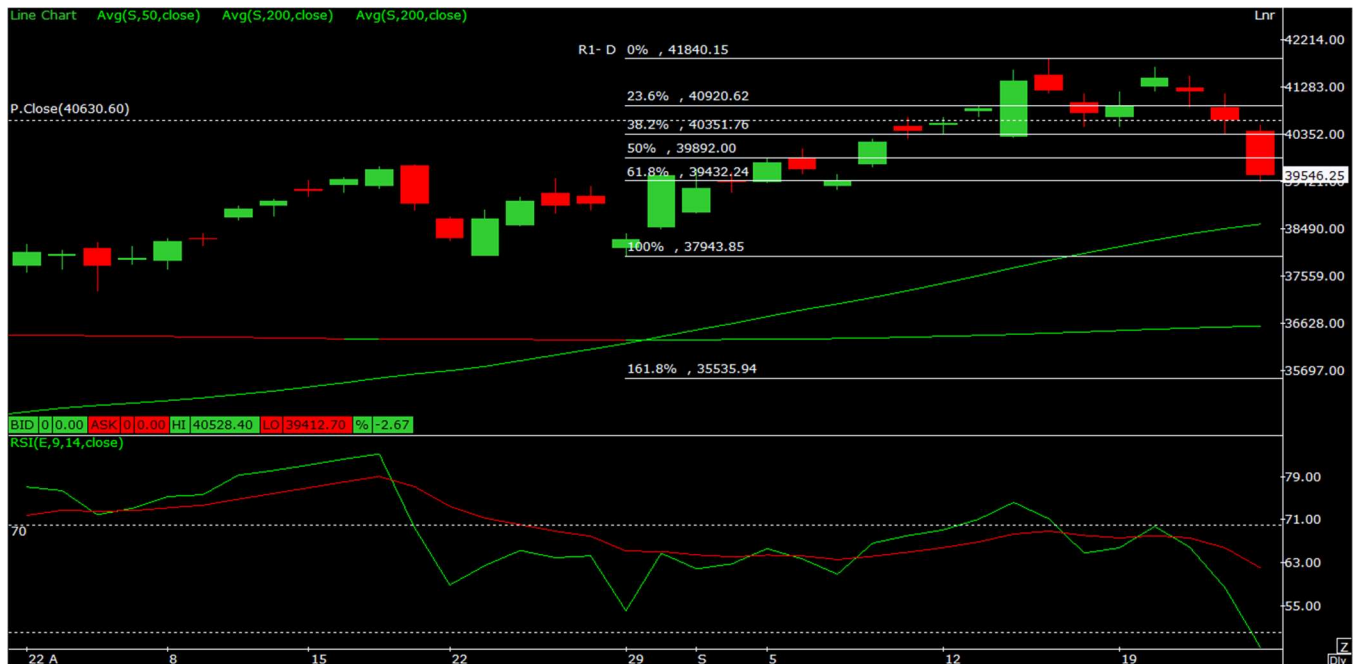 Line Chart Avg(S,50,close) Avg(S,200,close) Avg(S,200,close) Lnr
42214.00
R1- D 0% , 41840.15
41283.00
23.6% , 40920.62
P.Close(40630.60)
38.2% , 40351.76
40352.00
50% , 39892.00
61.8% , 39432.24
39546.25
39421.00
38490.00
100% , 37943.85
37559.00
36628.00
161.8% , 35535.94
35697.00
BID 0 0.00 ASK 0 0.00 HI 40528.40 LO 39412.70 % -2.67
RSI(E,9,14,close)
79.00
70
71.00
63.00
55.00
22 A 8 15 22 29 S 5 12 19
Z
Dly